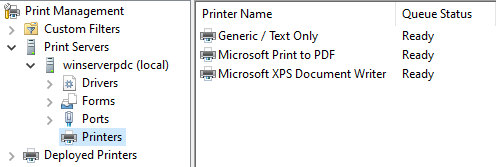 Print Management
Custom Filters
Print Servers
winserverpdc (local)
Drivers
Forms
Ports
Printers
Deployed Printers
Printer Name Queue Status
Generic / Text Only Ready
Microsoft Print to PDF Ready
Microsoft XPS Document Writer Ready